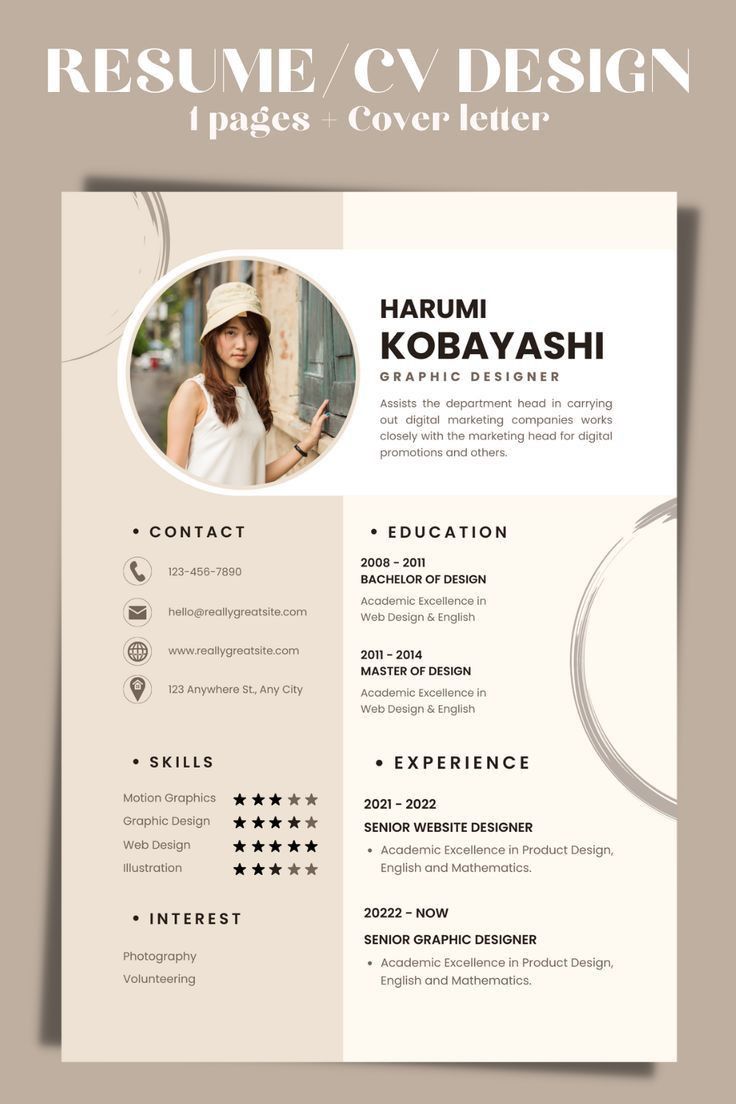 RESUME/CV DESIGN
1 pages + Cover letter
HARUMI
KOBAYASHI
GRAPHIC DESIGNER
Assists the department head in carrying
out digital marketing companies works
closely with the marketing head for digital
promotions and others.
• CONTACT
123-456-7890
hello@reallygreatsite.com
www.reallygreatsite.com
123 Anywhere St., Any City
• SKILLS
Motion Graphics
Graphic Design
Web Design
Illustration
• INTEREST
Photography
Volunteering
• EDUCATION
2008 - 2011
BACHELOR OF DESIGN
Academic Excellence in
Web Design & English
2011 - 2014
MASTER OF DESIGN
Academic Excellence in
Web Design & English
• EXPERIENCE
2021 - 2022
SENIOR WEBSITE DESIGNER
• Academic Excellence in Product Design,
English and Mathematics.
20222 - NOW
SENIOR GRAPHIC DESIGNER
• Academic Excellence in Product Design,
English and Mathematics.